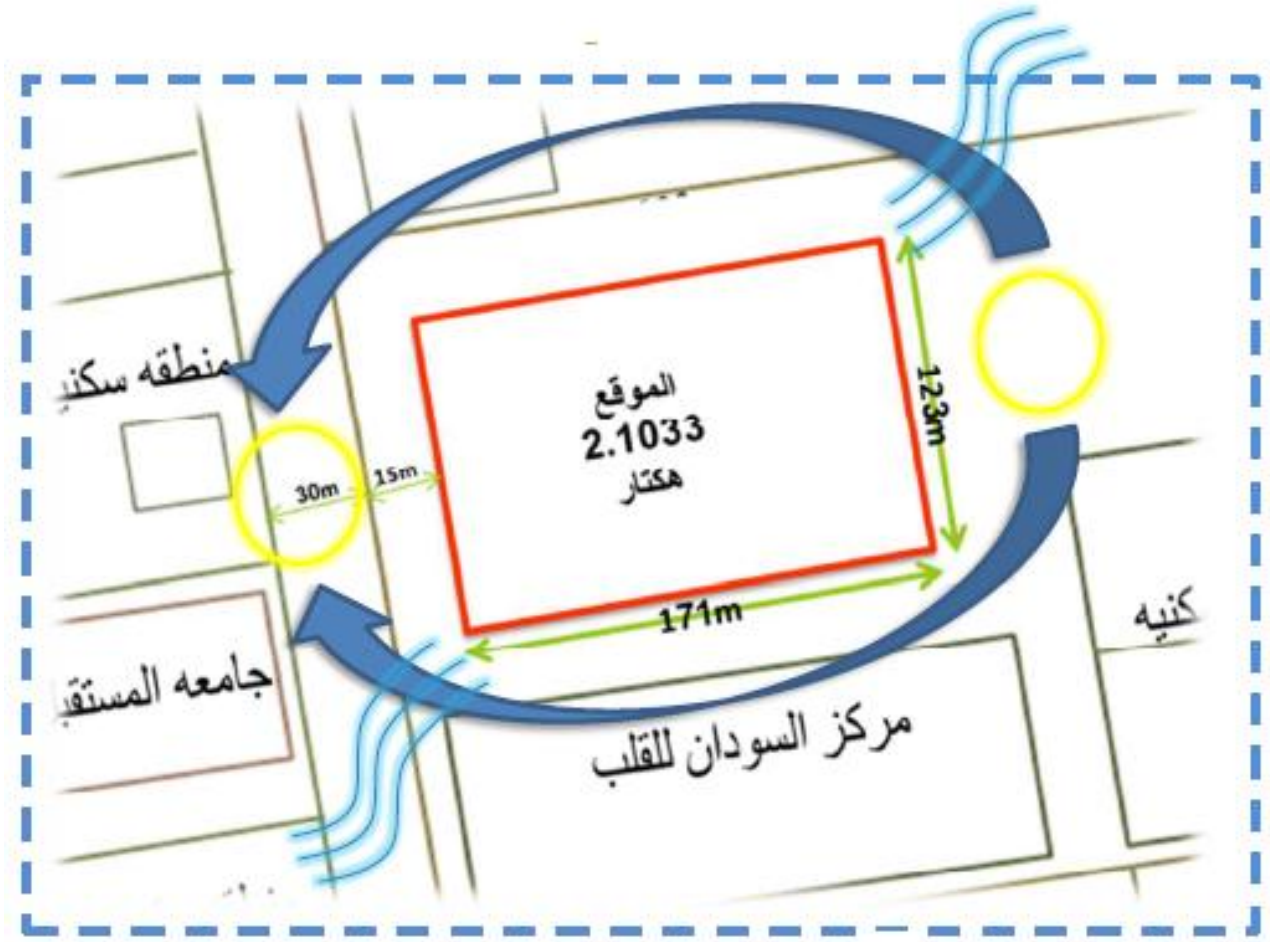 منطقه سكني
الموقع
2.1033
هكتار
123m
30m
15m
171m
كنيه
جامعه المستقب
مركز السودان للقلب